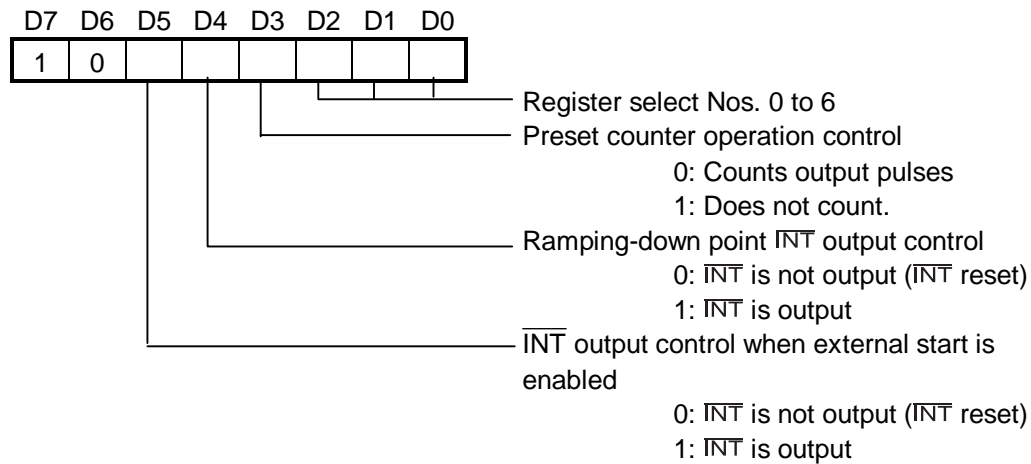 D7 D6 D5 D4 D3 D2 D1 D0
1 0
Register select Nos. 0 to 6
Preset counter operation control
0: Counts output pulses
1: Does not count.
Ramping-down point INT output control
0: INT is not output (INT reset)
1: INT is output
INT output control when external start is
enabled
0: INT is not output (INT reset)
1: INT is output